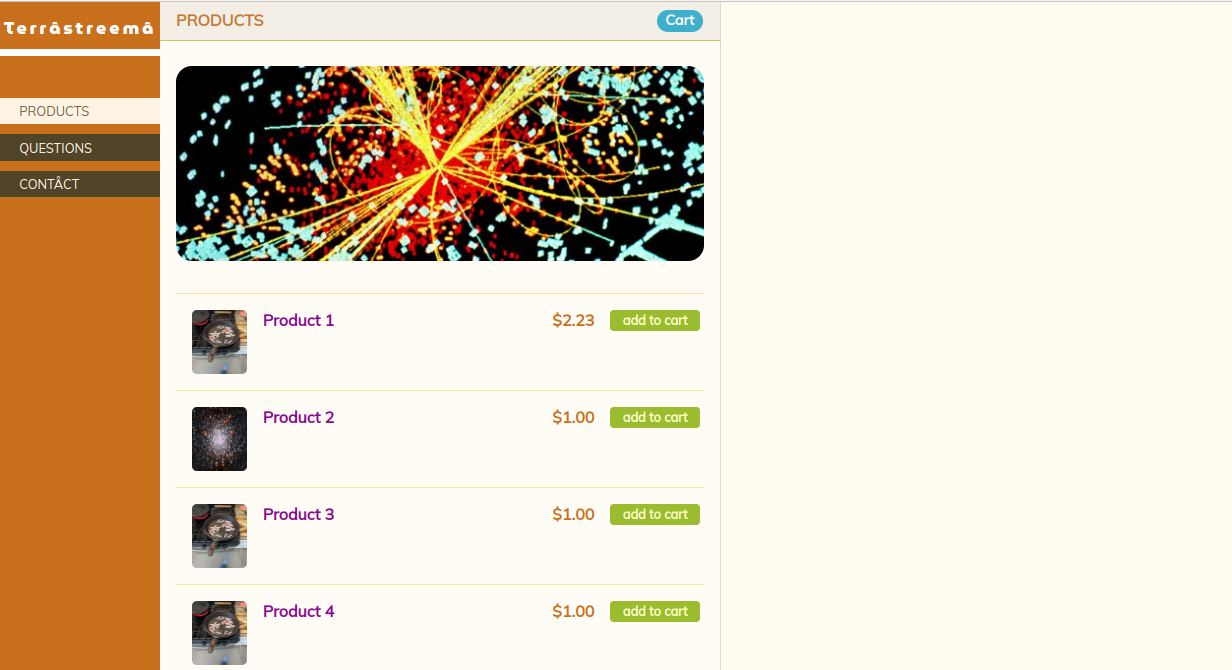 Terrâstreemâ
PRODUCTS
Cart
PRODUCTS
QUESTIONS
CONTÂCT
Product 1
$2.23
add to cart
Product 2
$1.00
add to cart
Product 3
$1.00
add to cart
Product 4
$1.00
add to cart